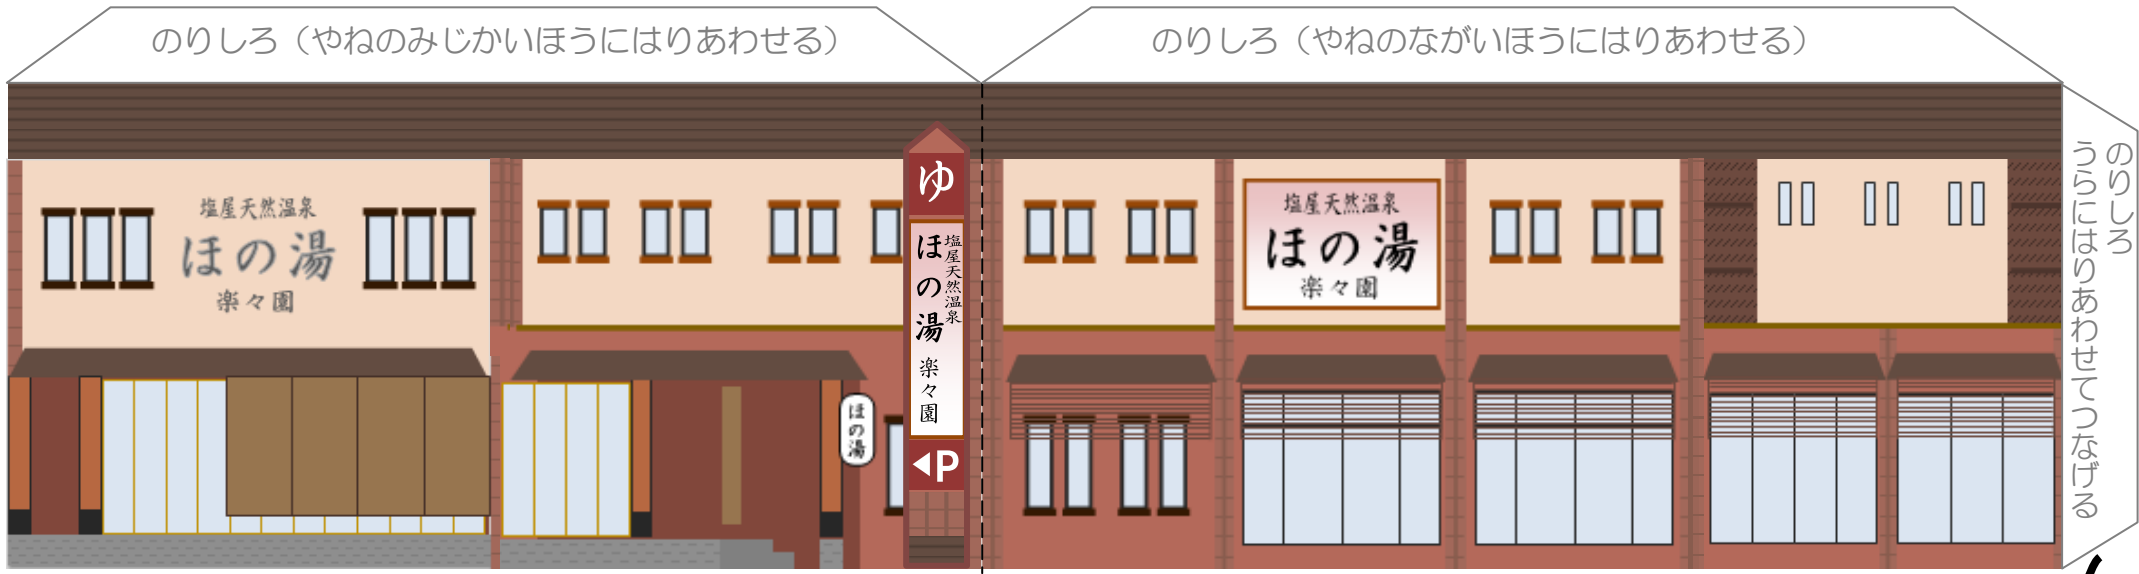 のりしろ（やねのみじかいほうにはりあわせる）
のりしろ（やねのながいほうにはりあわせる）
塩屋天然温泉
ほの湯
楽々園
ゆ
塩屋天然温泉
ほの湯
楽々園
P
ほの湯
塩屋天然温泉
ほの湯
楽々園
のりしろ
うらにはりあわせてつなげる